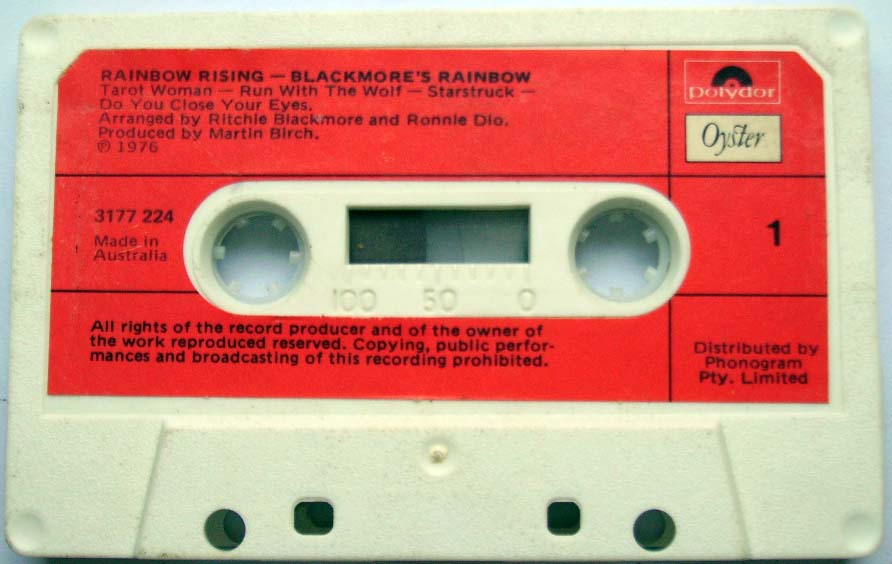 RAINBOW RISING — BLACKMORE'S RAINBOW
Tarot Woman — Run With The Wolf — Starstruck —
Do You Close Your Eyes.
Arranged by Ritchie Blackmore and Ronnie Dio.
Produced by Martin Birch.
℗ 1976
Polydor
Oyster
3177 224
Made in
Australia
1
100 50 0
All rights of the record producer and of the owner of
the work reproduced reserved. Copying, public perfor-
mances and broadcasting of this recording prohibited.
Distributed by
Phonogram
Pty. Limited